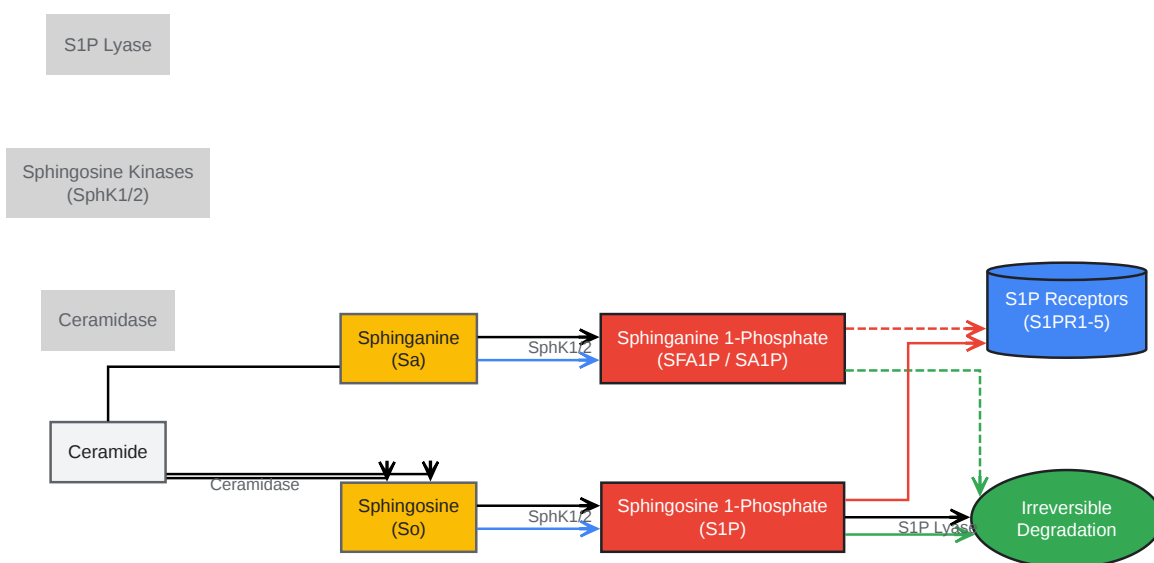 S1P Lyase
Sphingosine Kinases
(SphK1/2)
Ceramidase
S1P Receptors
(S1PR1-5)
Sphinganine
(Sa)
SphK1/2
Sphinganine 1-Phosphate
(SFA1P / SA1P)
Ceramide
Ceramidase
Sphingosine
(So)
SphK1/2
Sphingosine 1-Phosphate
(S1P)
S1P Lyase
Irreversible
Degradation